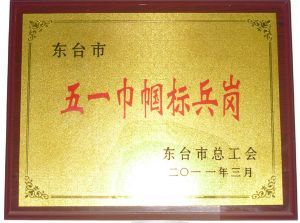 东台市
五一巾帼标兵岗
东台市总工会
二〇一一年三月